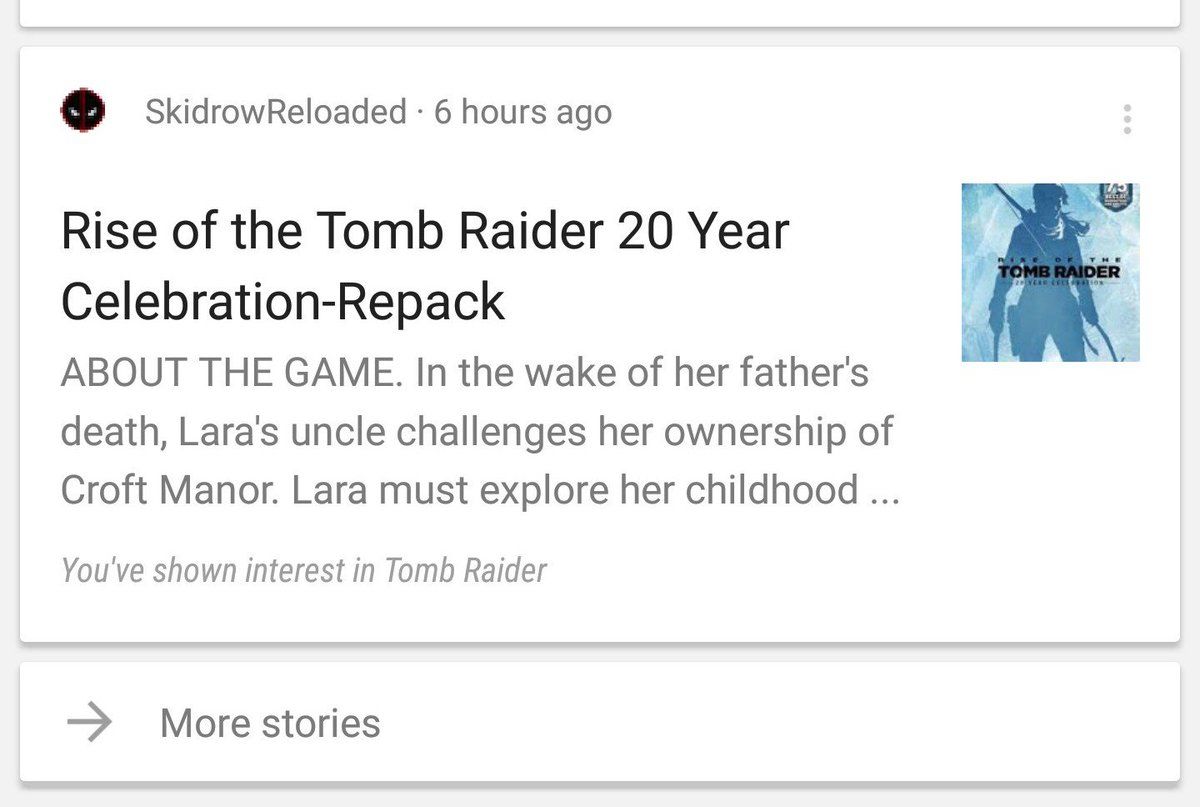 SkidrowReloaded · 6 hours ago
Rise of the Tomb Raider 20 Year
Celebration-Repack
ABOUT THE GAME. In the wake of her father's
death, Lara's uncle challenges her ownership of
Croft Manor. Lara must explore her childhood ...
You've shown interest in Tomb Raider
RISE OF THE
TOMB RAIDER
20 YEAR CELEBRATION
More stories